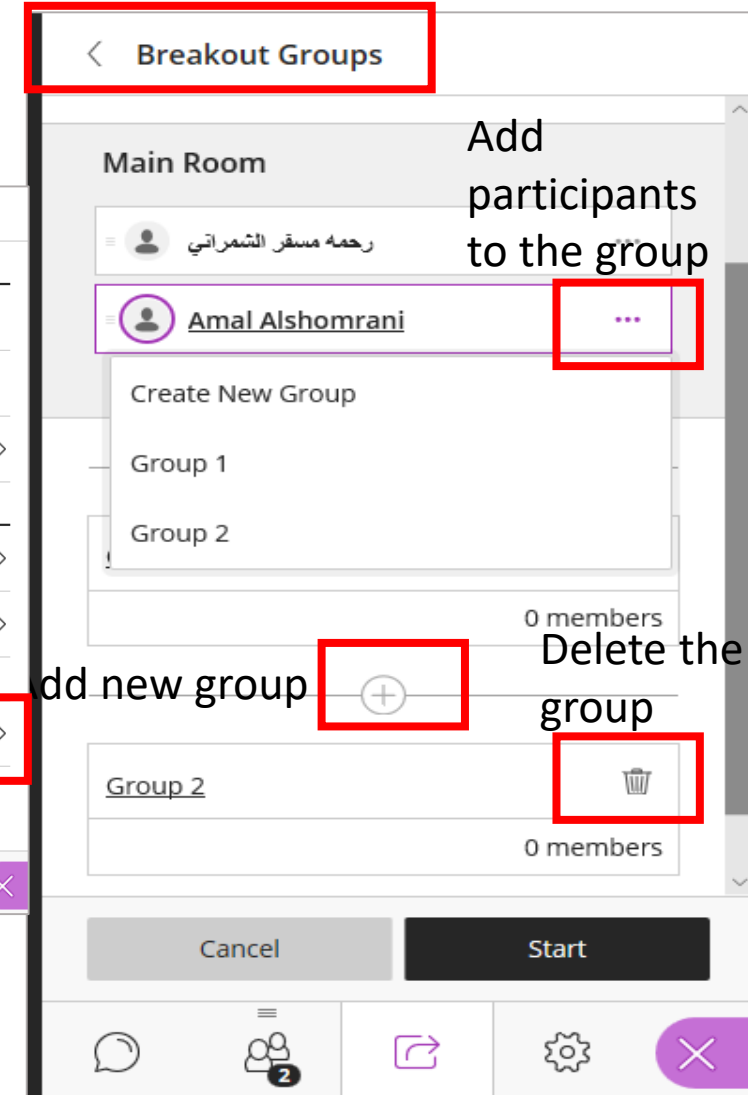 Breakout Groups
Add
participants
to the group
Main Room
رحمه مسفر الشمراني
Amal Alshomrani
Create New Group
Group 1
Group 2
0 members
dd new group
Delete the
group
Group 2
0 members
Cancel
Start
2